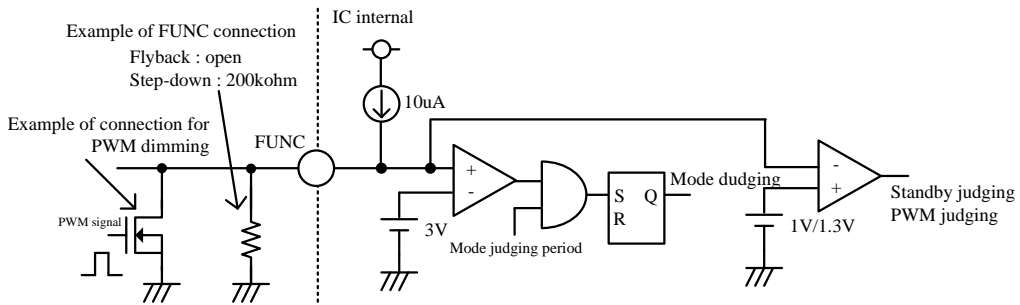 IC internal
Example of FUNC connection
Flyback : open
Step-down : 200kohm
10uA
Example of connection for
PWM dimming
FUNC
+
-
-
+
S Q
R
Mode dudging
Standby judging
PWM judging
PWM signal
3V
Mode judging period
1V/1.3V